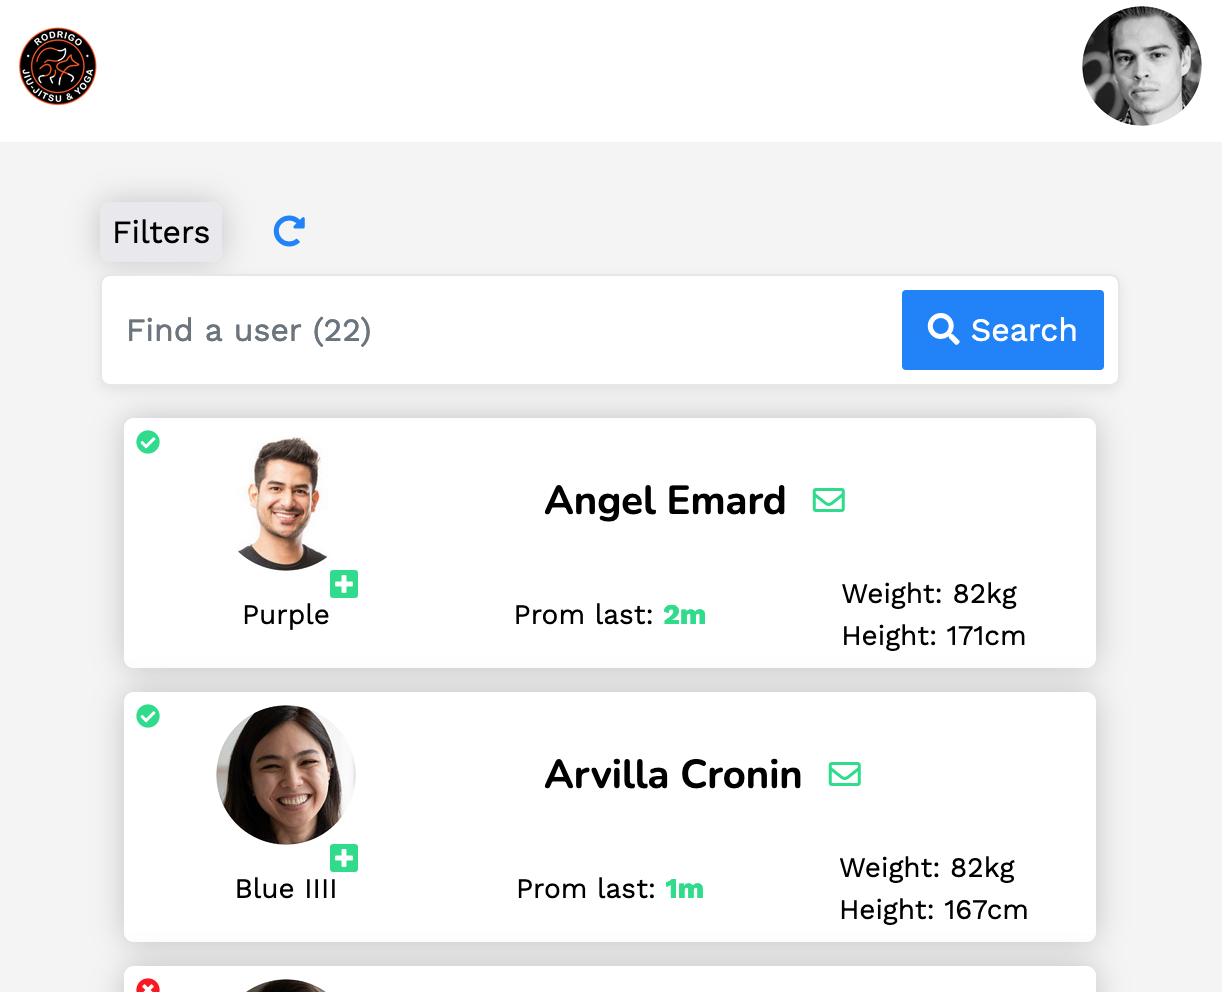 RODRIGO
JIU-JITSU & YOGA
Filters
Find a user (22)
Search
Angel Emard
Purple
Prom last: 2m
Weight: 82kg
Height: 171cm
Arvilla Cronin
Blue IIII
Prom last: 1m
Weight: 82kg
Height: 167cm